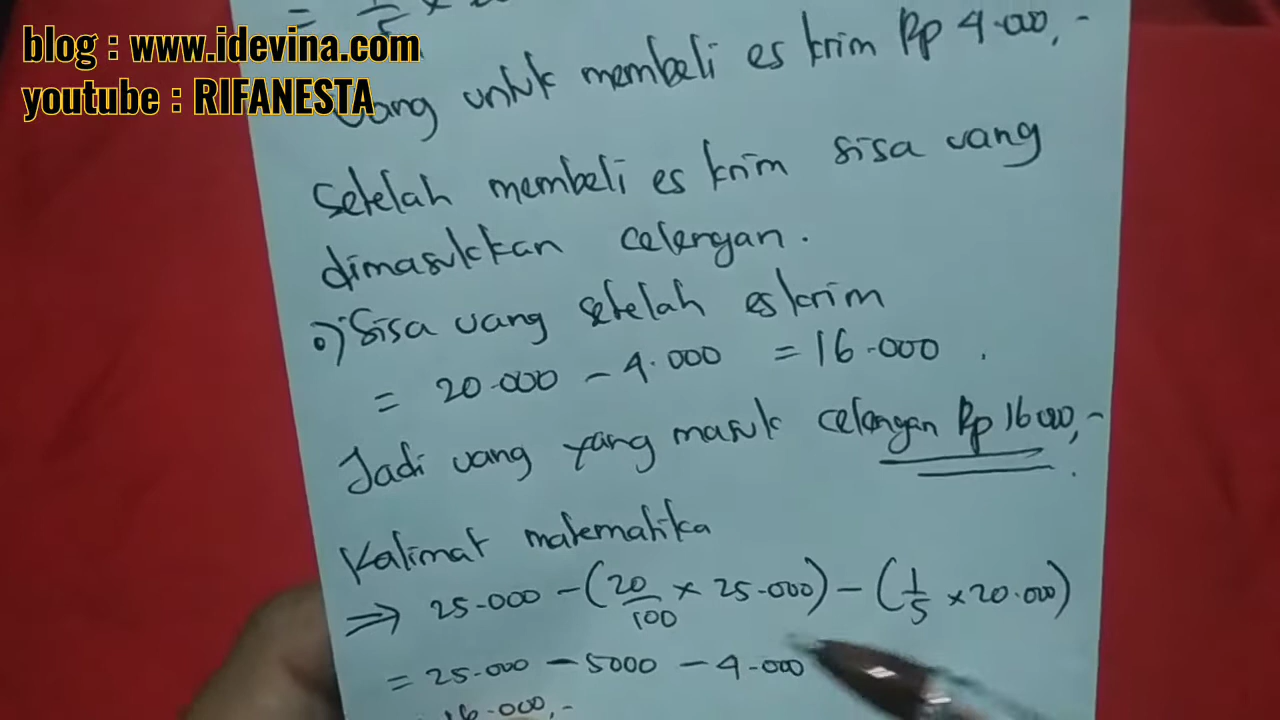 blog : www.idevina.com
youtube : RIFANESTA
= 1/5 ×
Uang untuk membeli es krim Rp 4.000,-
Setelah membeli es krim sisa uang
dimasukkan celengan.
o) Sisa uang setelah es krim
= 20.000 - 4.000 = 16.000.
Jadi uang yang masuk celengan Rp 16000,-.
Kalimat matematika
⇒ 25.000 - (20/100 × 25.000) - (1/5 × 20.000)
= 25.000 - 5000 - 4.000
16.000,-